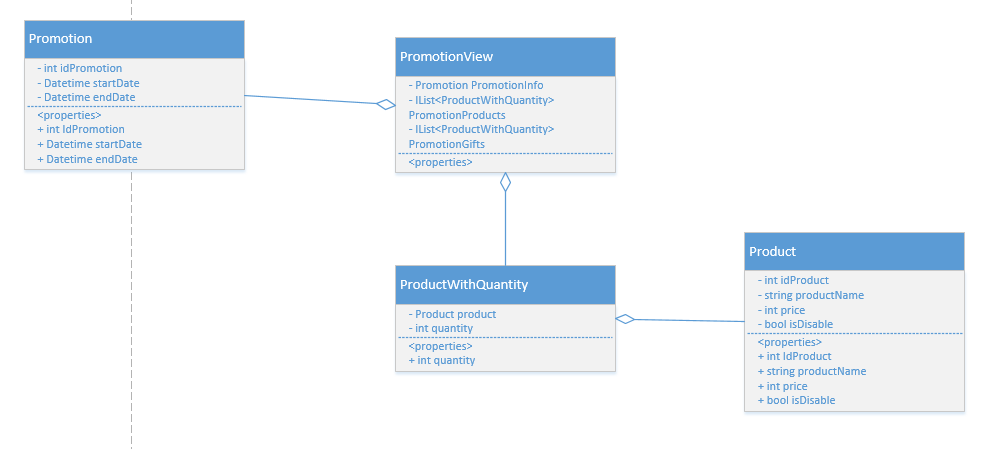 Promotion
- int idPromotion
- Datetime startDate
- Datetime endDate
<properties>
+ int IdPromotion
+ Datetime startDate
+ Datetime endDate
PromotionView
- Promotion PromotionInfo
- IList<ProductWithQuantity>
PromotionProducts
- IList<ProductWithQuantity>
PromotionGifts
<properties>
ProductWithQuantity
- Product product
- int quantity
<properties>
+ int quantity
Product
- int idProduct
- string productName
- int price
- bool isDisable
<properties>
+ int IdProduct
+ string productName
+ int price
+ bool isDisable